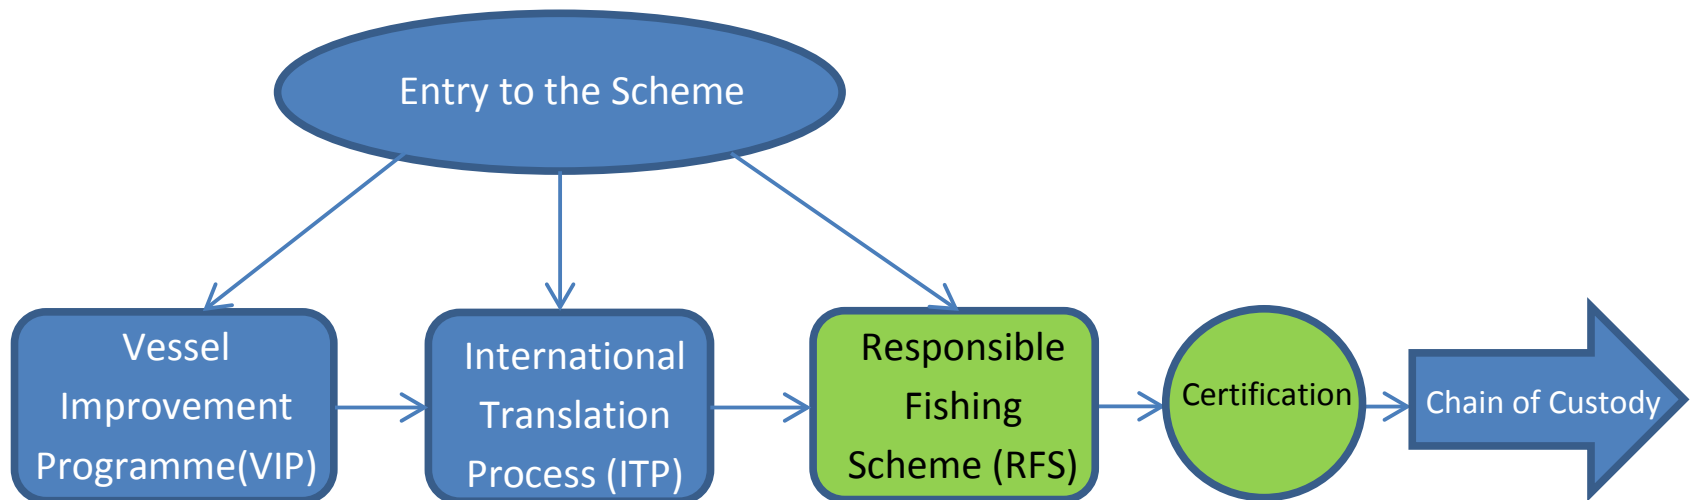 Entry to the Scheme
Vessel
Improvement
Programme(VIP)
International
Translation
Process (ITP)
Responsible
Fishing
Scheme (RFS)
Certification
Chain of Custody